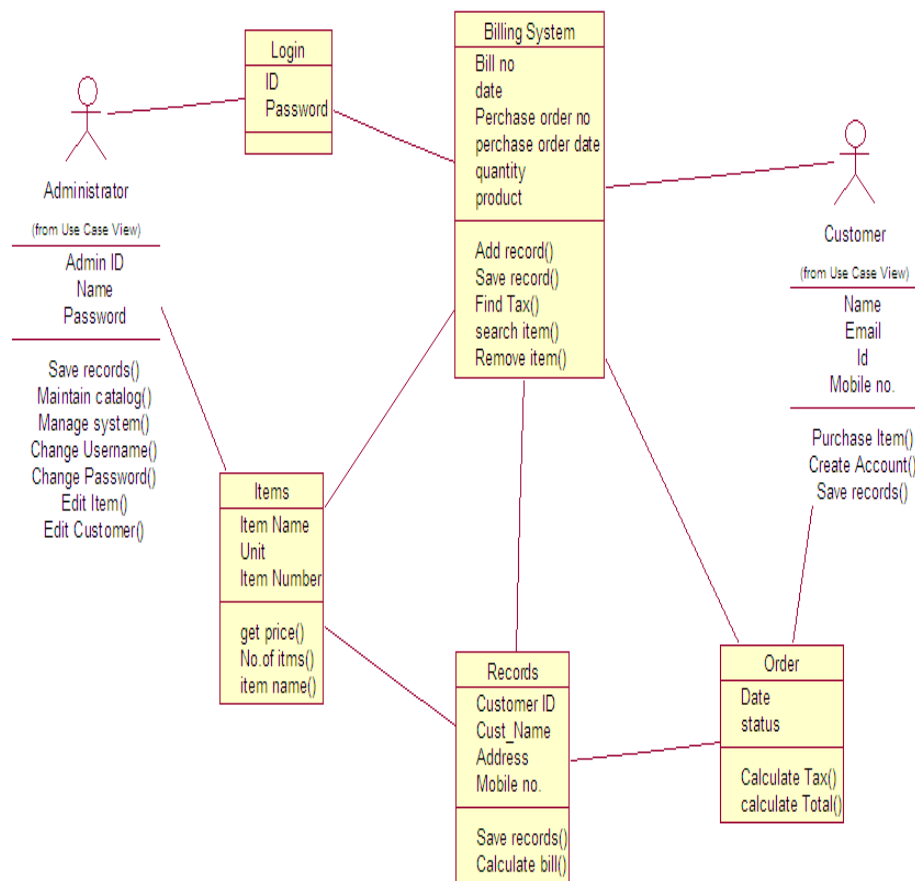 Login
ID
Password
Billing System
Bill no
date
Perchase order no
perchase order date
quantity
product
Add record()
Save record()
Find Tax()
search item()
Remove item()
Administrator
(from Use Case View)
Admin ID
Name
Password
Save records()
Maintain catalog()
Manage system()
Change Username()
Change Password()
Edit Item()
Edit Customer()
Customer
(from Use Case View)
Name
Email
Id
Mobile no.
Purchase Item()
Create Account()
Save records()
Items
Item Name
Unit
Item Number
get price()
No.of itms()
item name()
Records
Customer ID
Cust_Name
Address
Mobile no.
Save records()
Calculate bill()
Order
Date
status
Calculate Tax()
calculate Total()